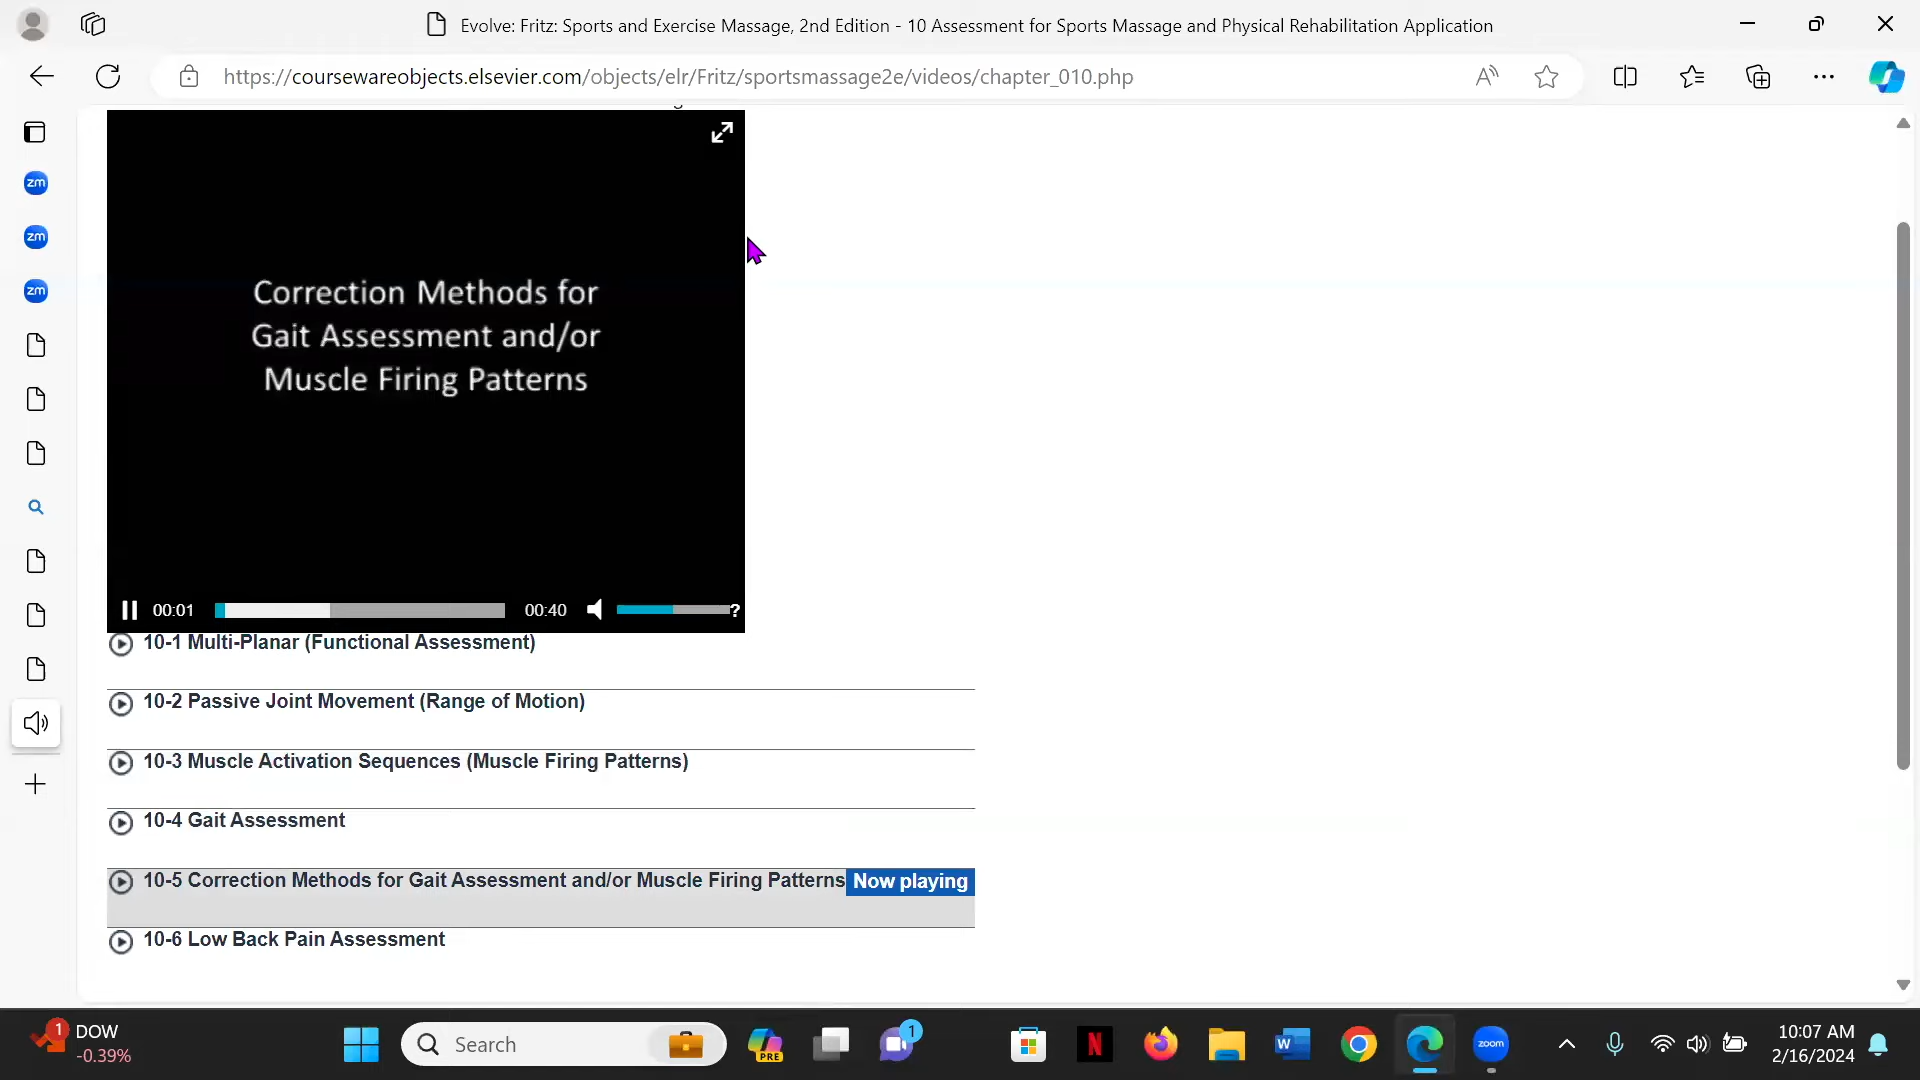 Evolve: Fritz: Sports and Exercise Massage, 2nd Edition - 10 Assessment for Sports Massage and Physical Rehabilitation Application
https://coursewareobjects.elsevier.com/objects/elr/Fritz/sportsmassage2e/videos/chapter_010.php
zm
zm
zm
Correction Methods for
Gait Assessment and/or
Muscle Firing Patterns
00:01
00:40
?
10-1 Multi-Planar (Functional Assessment)
10-2 Passive Joint Movement (Range of Motion)
10-3 Muscle Activation Sequences (Muscle Firing Patterns)
10-4 Gait Assessment
10-5 Correction Methods for Gait Assessment and/or Muscle Firing Patterns Now playing
10-6 Low Back Pain Assessment
1
DOW
-0.39%
Search
PRE
1
N
W
zoom
10:07 AM
2/16/2024